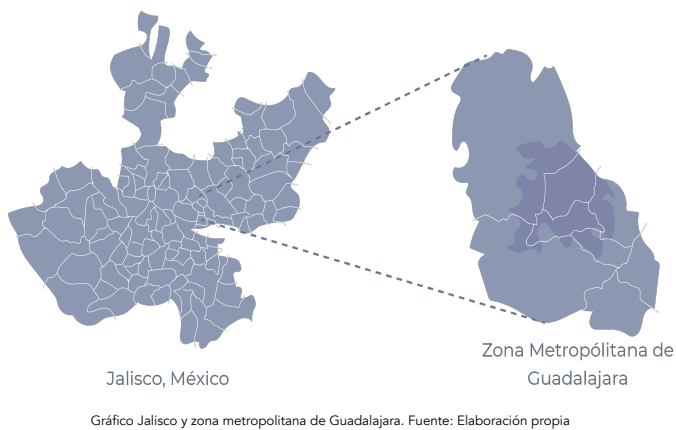 Zona Metropólitana de
Guadalajara
Jalisco, México
Gráfico Jalisco y zona metropolitana de Guadalajara. Fuente: Elaboración propia